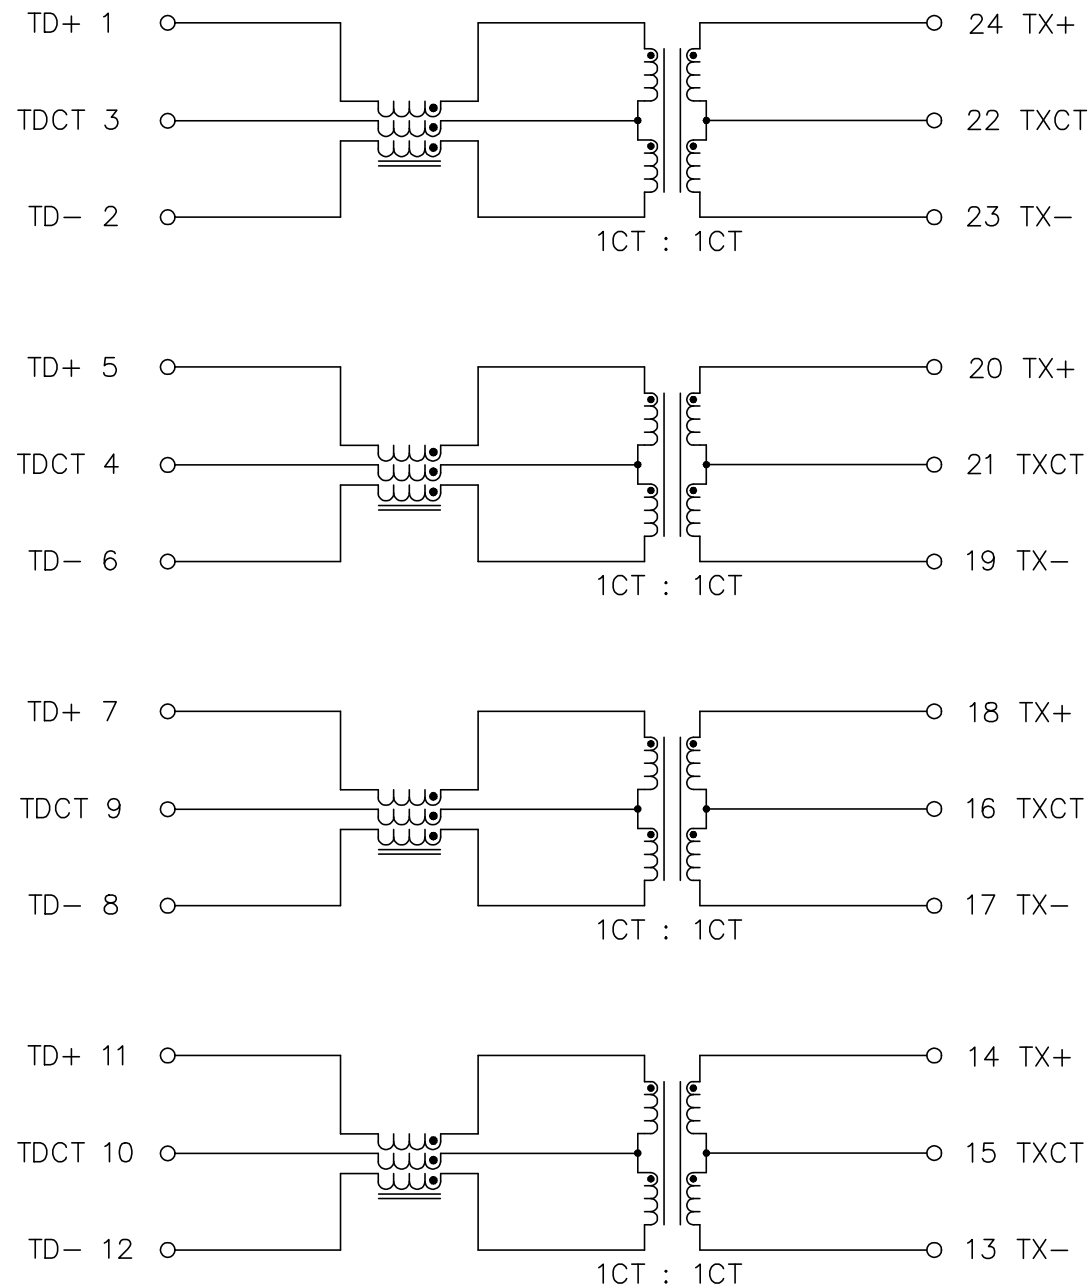 TD+ 1 24 TX+
TDCT 3 22 TXCT
TD- 2 23 TX-
1CT : 1CT
TD+ 5 20 TX+
TDCT 4 21 TXCT
TD- 6 19 TX-
1CT : 1CT
TD+ 7 18 TX+
TDCT 9 16 TXCT
TD- 8 17 TX-
1CT : 1CT
TD+ 11 14 TX+
TDCT 10 15 TXCT
TD- 12 13 TX-
1CT : 1CT